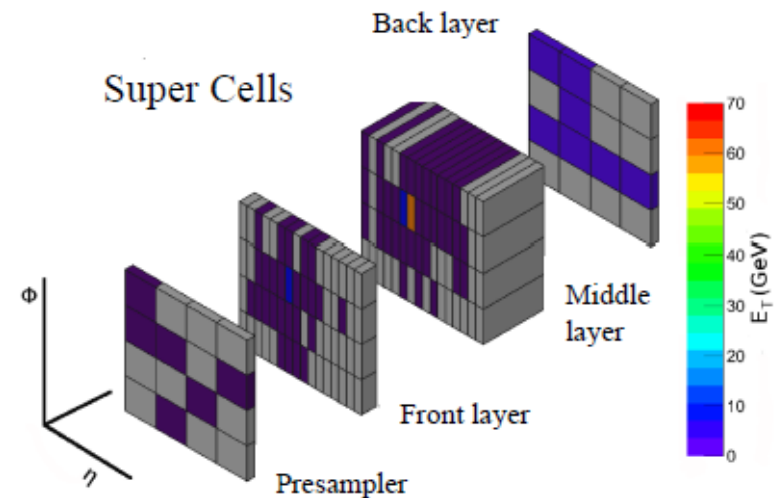 Back layer
Super Cells
70
60
50
40
30
20
10
0
E_T (GeV)
Φ
η
Middle
layer
Front layer
Presampler